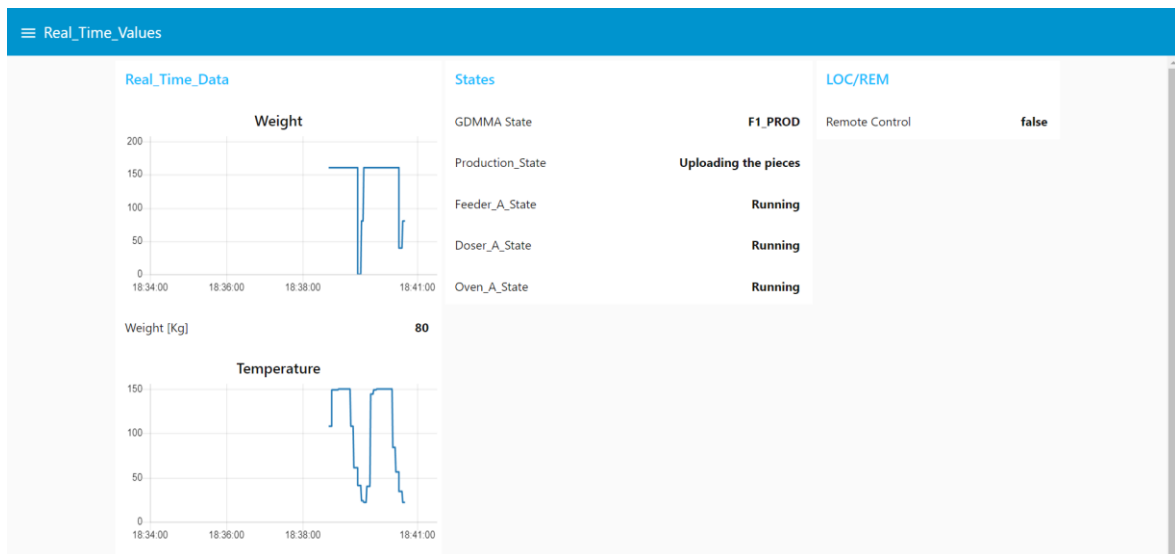 Real_Time_Values
Real_Time_Data
Weight
200
150
100
50
0
18:34:00 18:36:00 18:38:00 18:41:00
Weight [Kg] 80
Temperature
150
100
50
0
18:34:00 18:36:00 18:38:00 18:41:00
States
GDMMA State F1_PROD
Production_State Uploading the pieces
Feeder_A_State Running
Doser_A_State Running
Oven_A_State Running
LOC/REM
Remote Control false